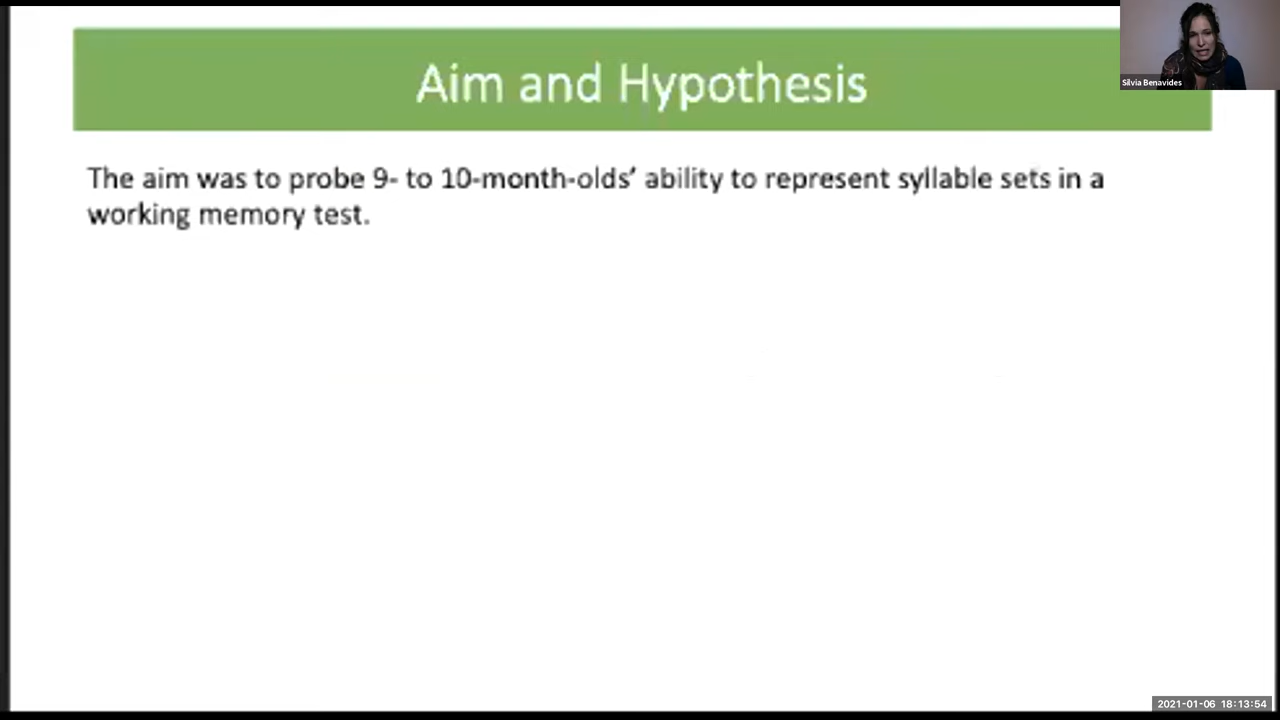 Aim and Hypothesis
Silvia Benavides
The aim was to probe 9- to 10-month-olds’ ability to represent syllable sets in a
working memory test.
2021-01-06 18:13:54